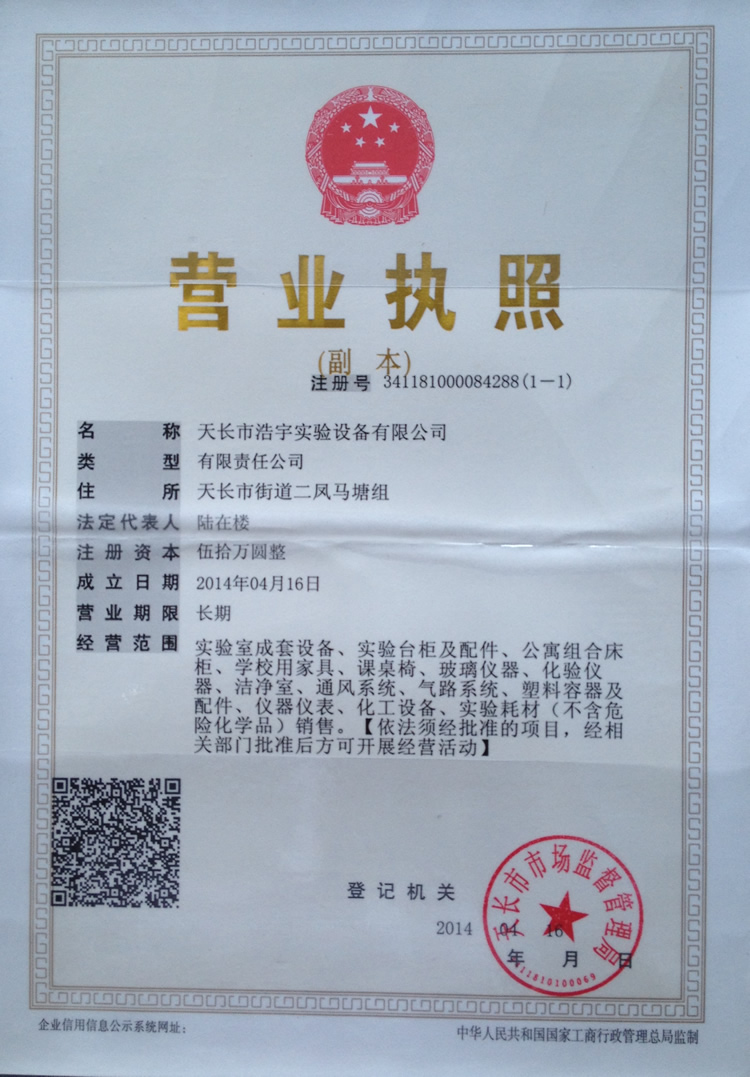 营业执照
(副 本)
注册号 341181000084288(1-1)
名称 天长市浩宇实验设备有限公司
类型 有限责任公司
住所 天长市街道二凤马塘组
法定代表人 陆在楼
注册资本 伍拾万圆整
成立日期 2014年04月16日
营业期限 长期
经营范围 实验室成套设备、实验台柜及配件、公寓组合床
柜、学校用家具、课桌椅、玻璃仪器、化验仪
器、洁净室、通风系统、气路系统、塑料容器及
配件、仪器仪表、化工设备、实验耗材(不含危
险化学品)销售。【依法须经批准的项目,经相
关部门批准后方可开展经营活动】
天长市市场监督管理局
登记机关
2014 04 16
年 月 日
企业信用信息公示系统网址:
中华人民共和国国家工商行政管理总局监制